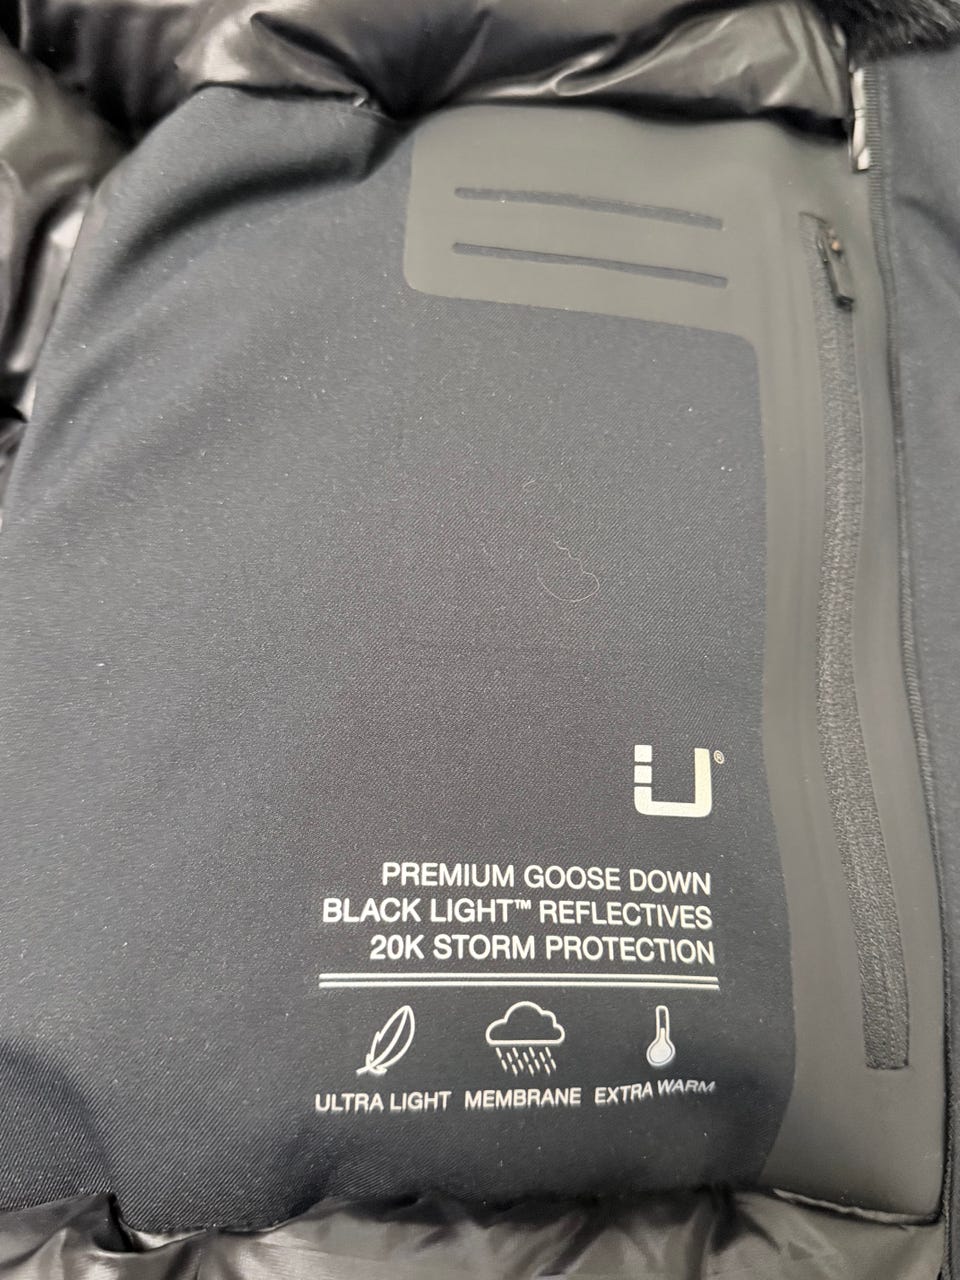 U®
PREMIUM GOOSE DOWN
BLACK LIGHT™ REFLECTIVES
20K STORM PROTECTION
ULTRA LIGHT MEMBRANE EXTRA WARM